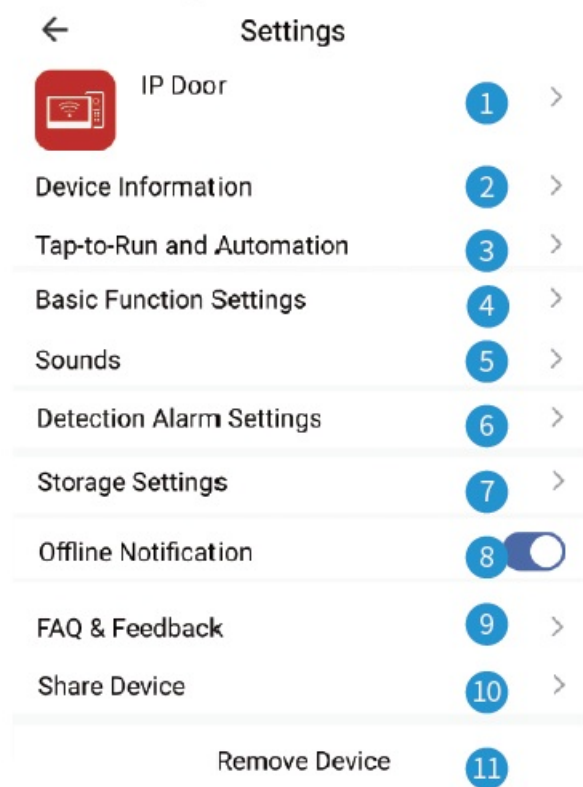 Settings
IP Door
1
Device Information 2
Tap-to-Run and Automation 3
Basic Function Settings 4
Sounds 5
Detection Alarm Settings 6
Storage Settings 7
Offline Notification 8
FAQ & Feedback 9
Share Device 10
Remove Device 11